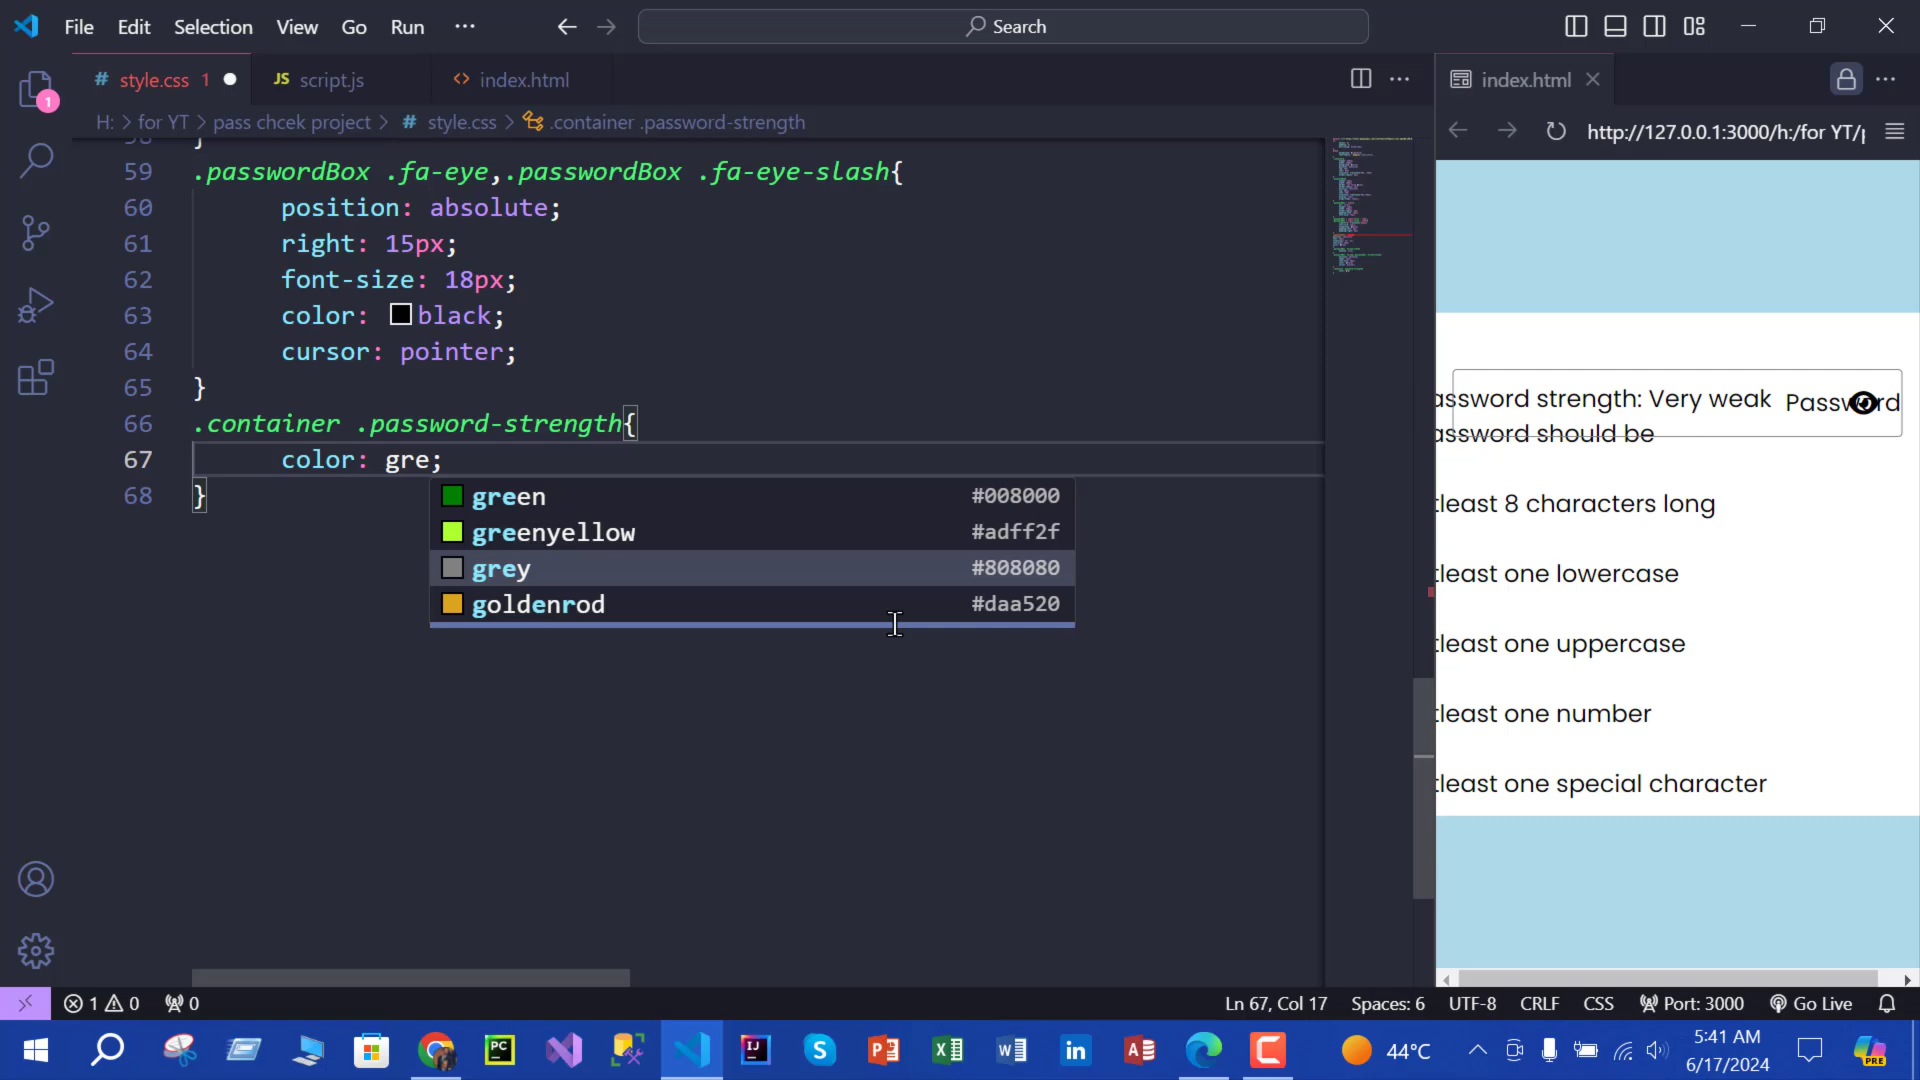 File Edit Selection View Go Run ···
Search
# style.css 1
JS script.js
<> index.html
index.html
H: > for YT > pass chcek project > # style.css > .container .password-strength
http://127.0.0.1:3000/h:/for YT/p
59 .passwordBox .fa-eye,.passwordBox .fa-eye-slash{
60 position: absolute;
61 right: 15px;
62 font-size: 18px;
63 color: black;
64 cursor: pointer;
65 }
66 .container .password-strength{
67 color: gre;
68 }
green #008000
greenyellow #adff2f
grey #808080
goldenrod #daa520
assword strength: Very weak Password
assword should be
tleast 8 characters long
tleast one lowercase
tleast one uppercase
tleast one number
tleast one special character
1 0 0
Ln 67, Col 17 Spaces: 6 UTF-8 CRLF CSS Port: 3000 Go Live
44°C
5:41 AM
6/17/2024